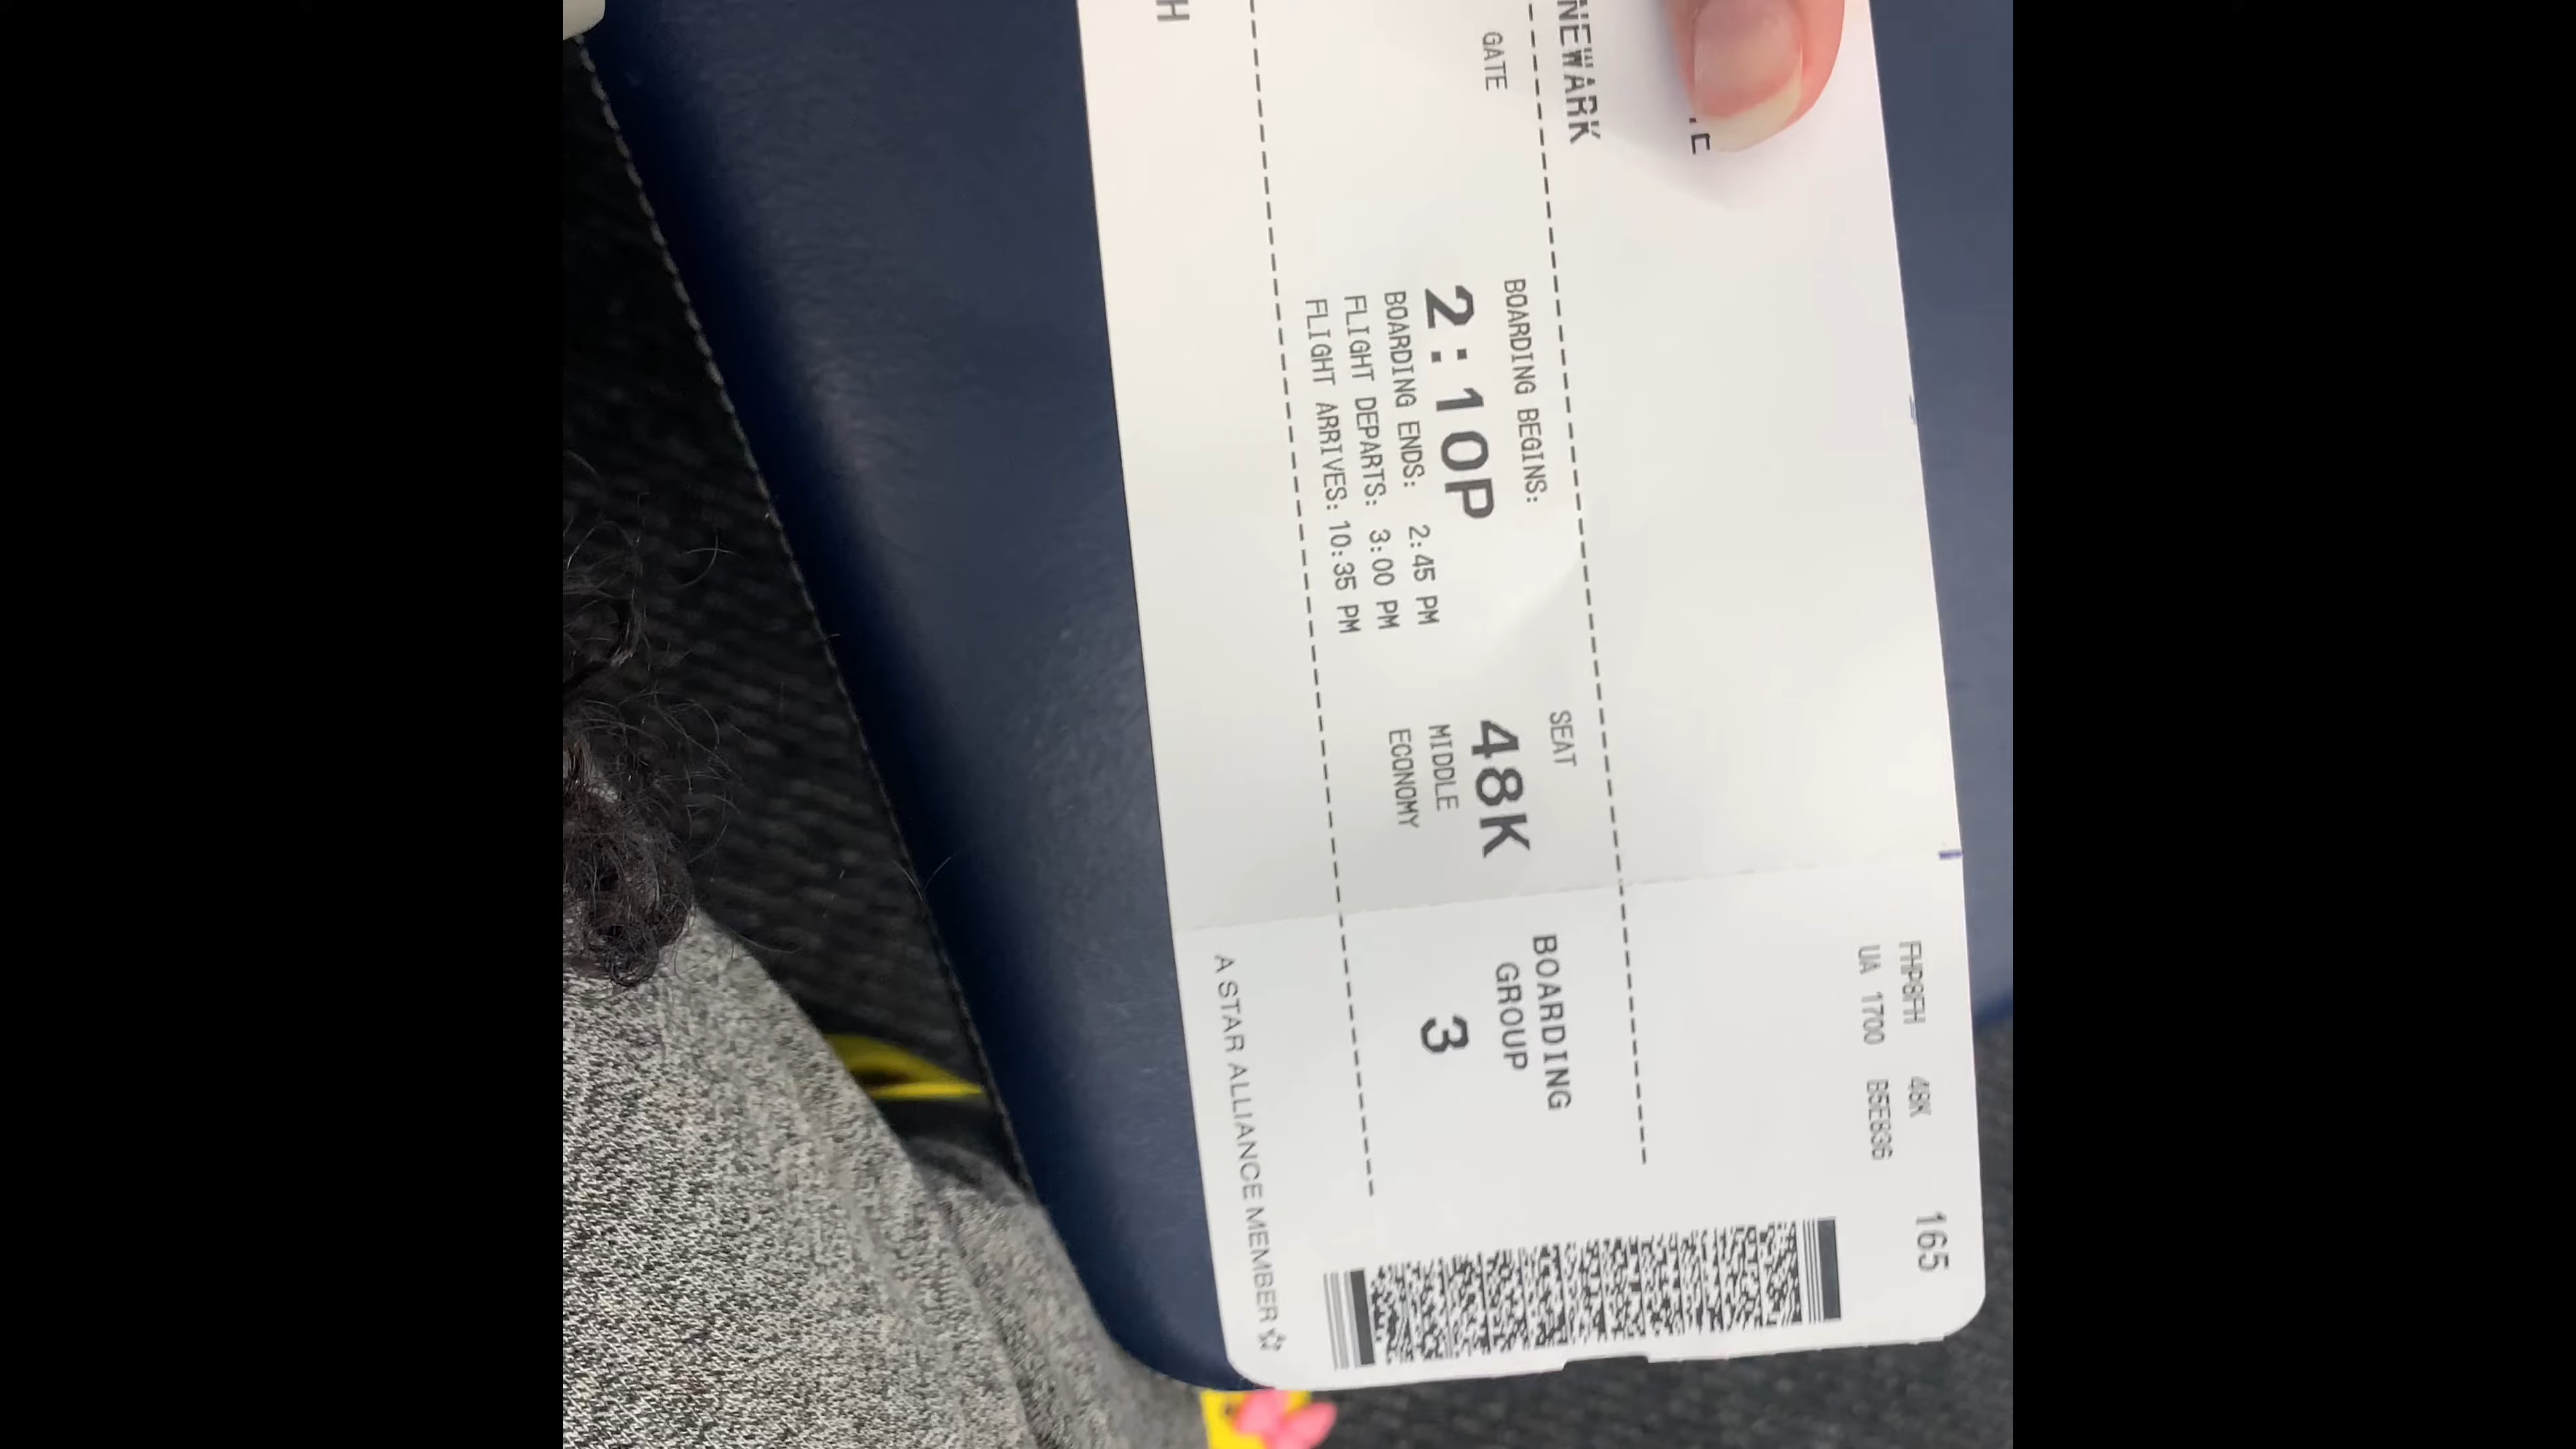 NEWARK
GATE
BOARDING BEGINS:
2:10P
BOARDING ENDS: 2:45 PM
FLIGHT DEPARTS: 3:00 PM
FLIGHT ARRIVES: 10:35 PM
SEAT
48K
MIDDLE
ECONOMY
H
165
FHP8FH 48K
UA 1700 B5E836
BOARDING
GROUP
3
A STAR ALLIANCE MEMBER